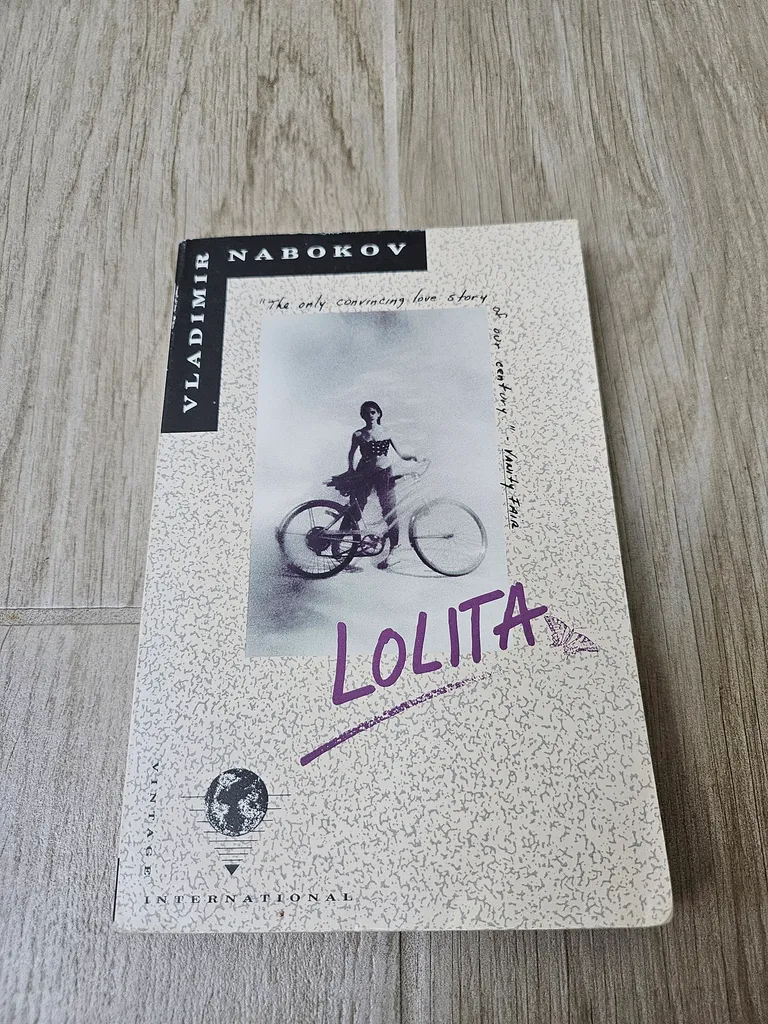 VLADIMIR
NABOKOV
"The only convincing love story
of our century." - Vanity Fair
LOLITA
VINTAGE
INTERNATIONAL